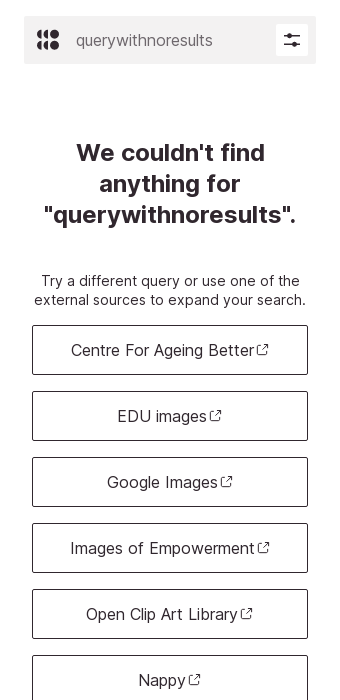 querywithnoresults
We couldn't find
anything for
"querywithnoresults".
Try a different query or use one of the
external sources to expand your search.
Centre For Ageing Better
EDU images
Google Images
Images of Empowerment
Open Clip Art Library
Nappy